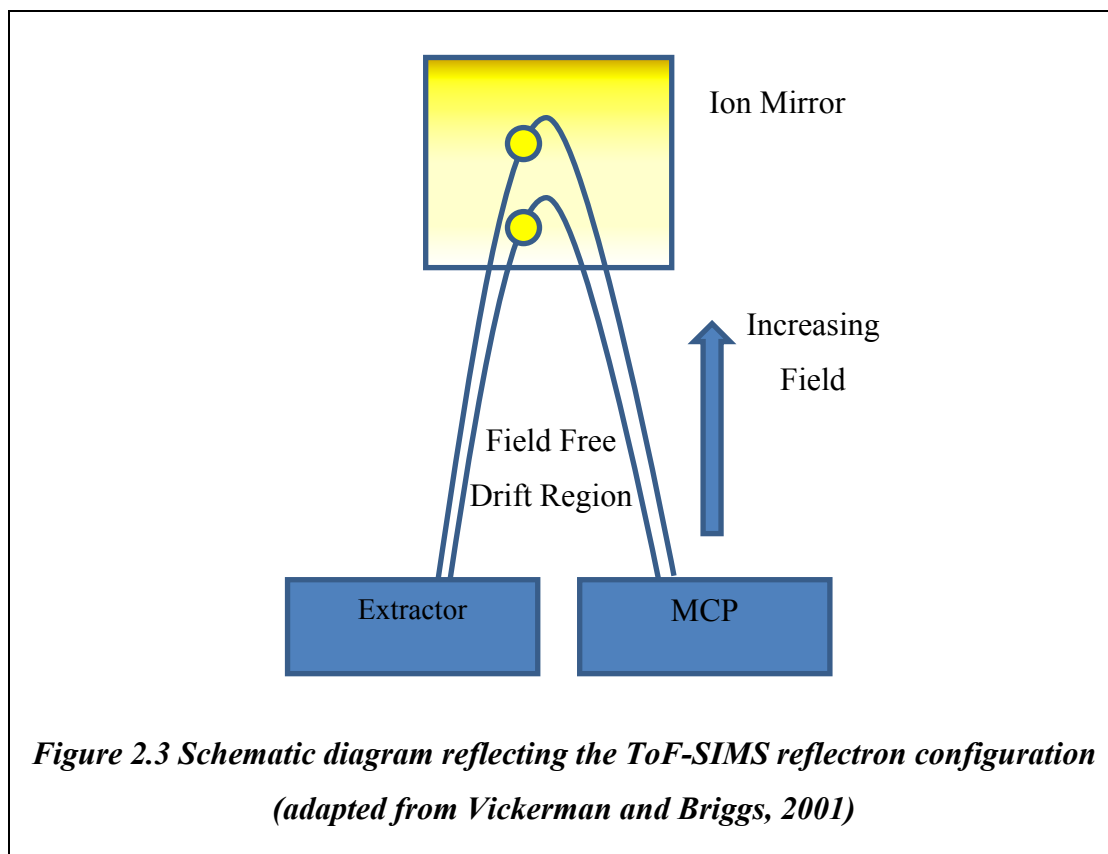 Ion Mirror
Increasing
Field
Field Free
Drift Region
Extractor
MCP
Figure 2.3 Schematic diagram reflecting the ToF-SIMS reflectron configuration
(adapted from Vickerman and Briggs, 2001)